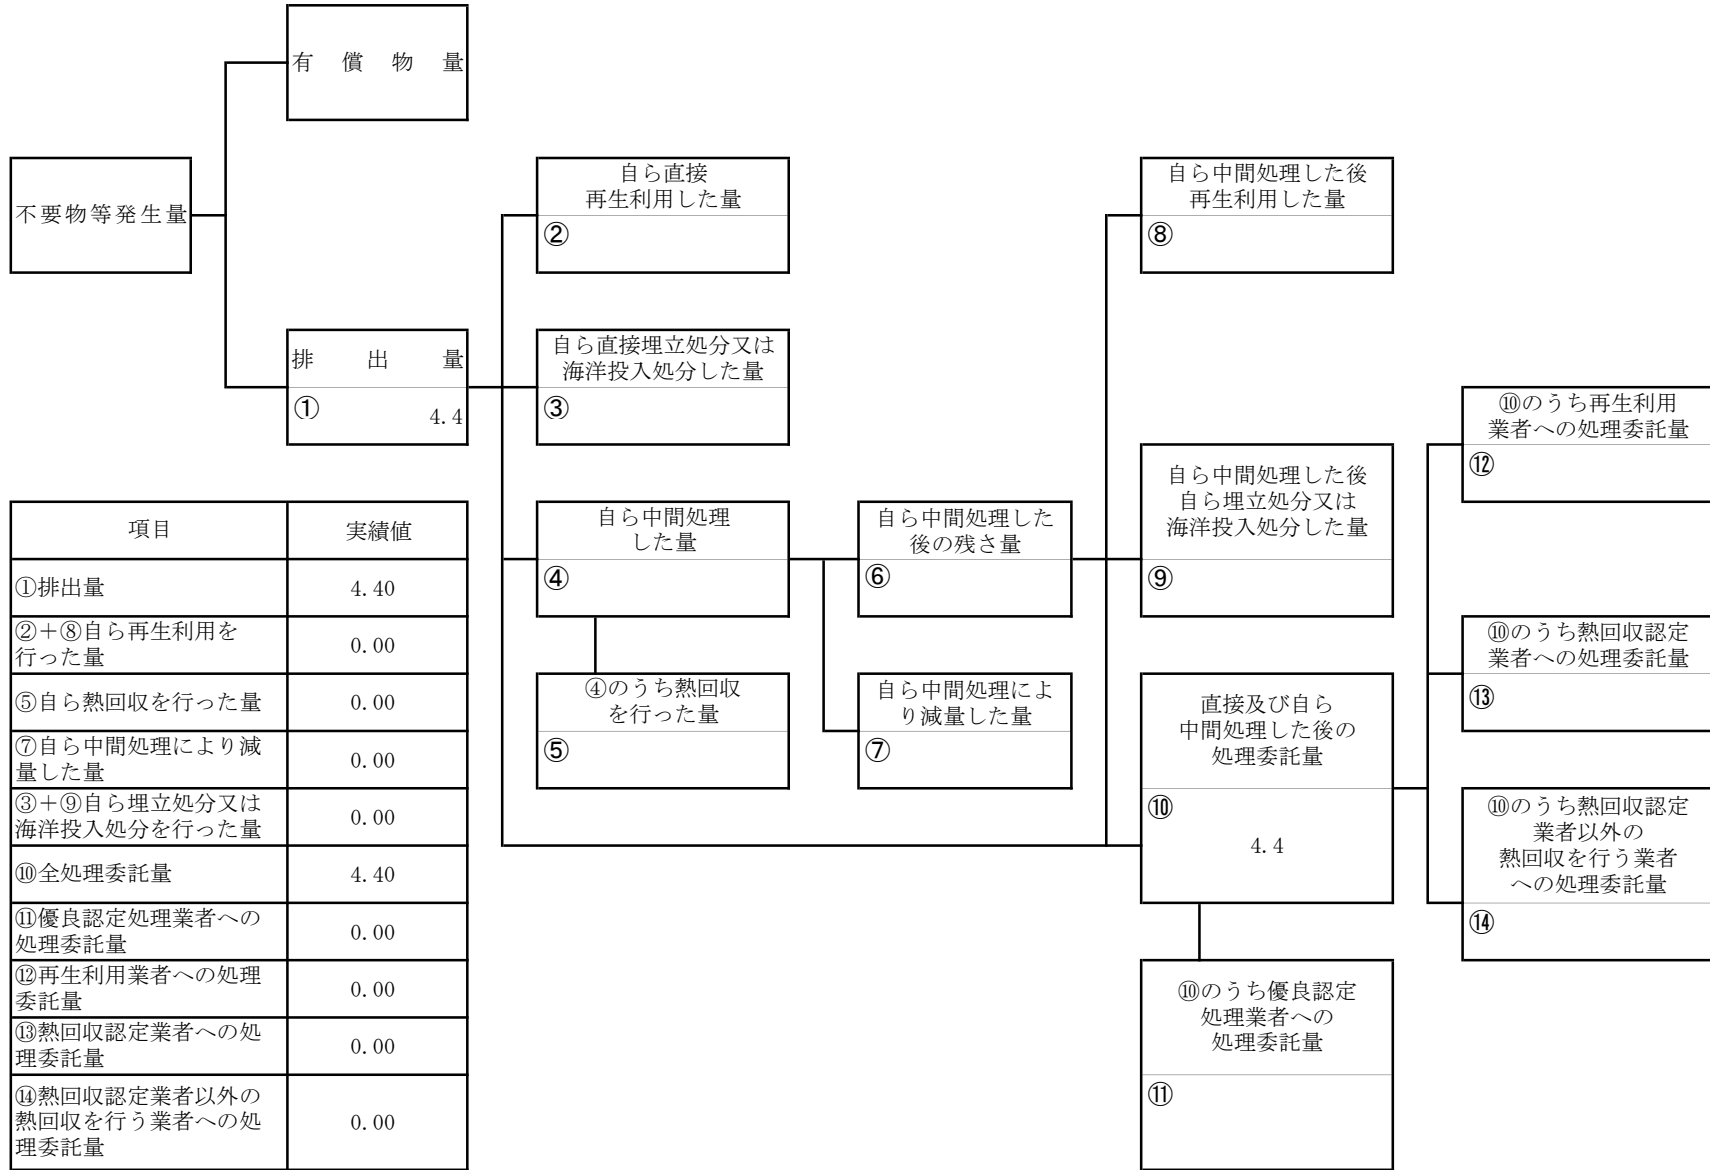 有償物量
不要物等発生量
排出量
①
4.4
自ら直接
再生利用した量
②
自ら直接埋立処分又は
海洋投入処分した量
③
自ら中間処理
した量
④
④のうち熱回収
を行った量
⑤
自ら中間処理した
後の残さ量
⑥
自ら中間処理によ
り減量した量
⑦
自ら中間処理した後
再生利用した量
⑧
自ら中間処理した後
自ら埋立処分又は
海洋投入処分した量
⑨
直接及び自ら
中間処理した後の
処理委託量
⑩
4.4
⑩のうち優良認定
処理業者への
処理委託量
⑪
⑩のうち再生利用
業者への処理委託量
⑫
⑩のうち熱回収認定
業者への処理委託量
⑬
⑩のうち熱回収認定
業者以外の
熱回収を行う業者
への処理委託量
⑭
項目 実績値
①排出量 4.40
②+⑧自ら再生利用を
行った量 0.00
⑤自ら熱回収を行った量 0.00
⑦自ら中間処理により減
量した量 0.00
③+⑨自ら埋立処分又は
海洋投入処分を行った量 0.00
⑩全処理委託量 4.40
⑪優良認定処理業者への
処理委託量 0.00
⑫再生利用業者への処理
委託量 0.00
⑬熱回収認定業者への処
理委託量 0.00
⑭熱回収認定業者以外の
熱回収を行う業者への処
理委託量 0.00